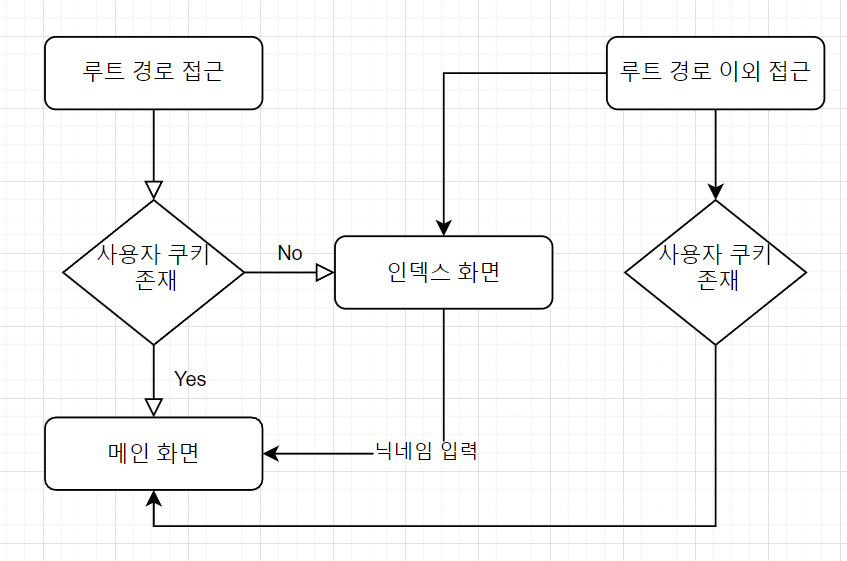 루트 경로 접근
루트 경로 이외 접근
사용자 쿠키
존재
No
인덱스 화면
사용자 쿠키
존재
Yes
메인 화면
닉네임 입력